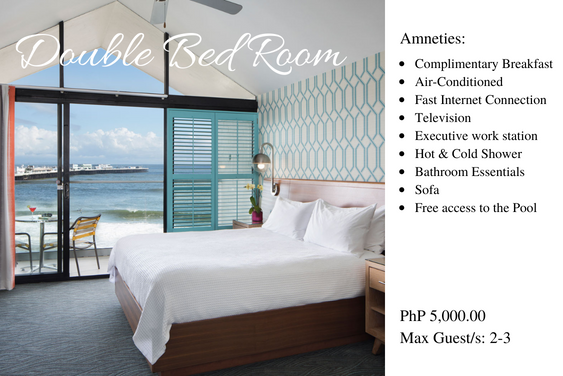 Double Bed Room
Amneties:
Complimentary Breakfast
Air-Conditioned
Fast Internet Connection
Television
Executive work station
Hot & Cold Shower
Bathroom Essentials
Sofa
Free access to the Pool
PhP 5,000.00
Max Guest/s: 2-3